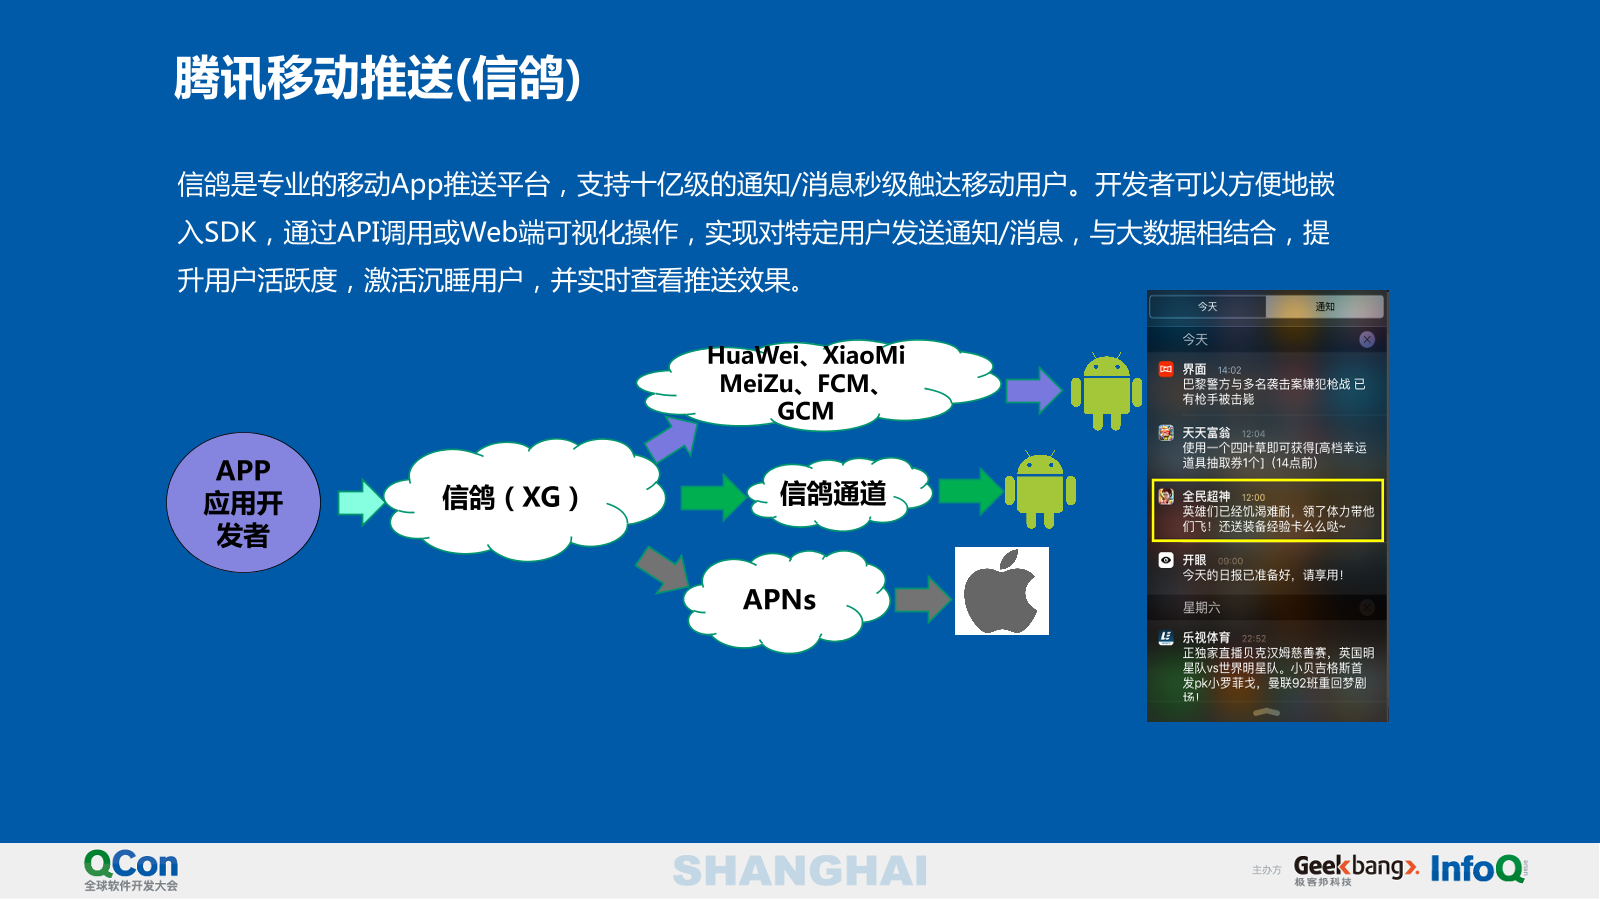 腾讯移动推送(信鸽)
信鸽是专业的移动App推送平台，支持十亿级的通知/消息秒级触达移动用户。开发者可以方便地嵌
入SDK，通过API调用或Web端可视化操作，实现对特定用户发送通知/消息，与大数据相结合，提
升用户活跃度，激活沉睡用户，并实时查看推送效果。
APP
应用开
发者
信鸽（XG）
HuaWei、XiaoMi
MeiZu、FCM、
GCM
信鸽通道
APNs
今天
通知
今天
界面 14:02
巴黎警方与多名袭击案嫌犯枪战 已
有枪手被击毙
天天富翁 12:04
使用一个四叶草即可获得[高档幸运
道具抽取券1个]（14点前）
全民超神 12:00
英雄们已经饥渴难耐，领了体力带他
们飞！还送装备经验卡么么哒~
开眼 09:00
今天的日报已准备好，请享用！
星期六
乐视体育 22:52
正独家直播贝克汉姆慈善赛，英国明
星队vs世界明星队。小贝吉格斯首
发pk小罗菲戈，曼联92班重回梦剧
场！
QCon
全球软件开发大会
SHANGHAI
主办方
Geekbang>.
极客邦科技
InfoQ